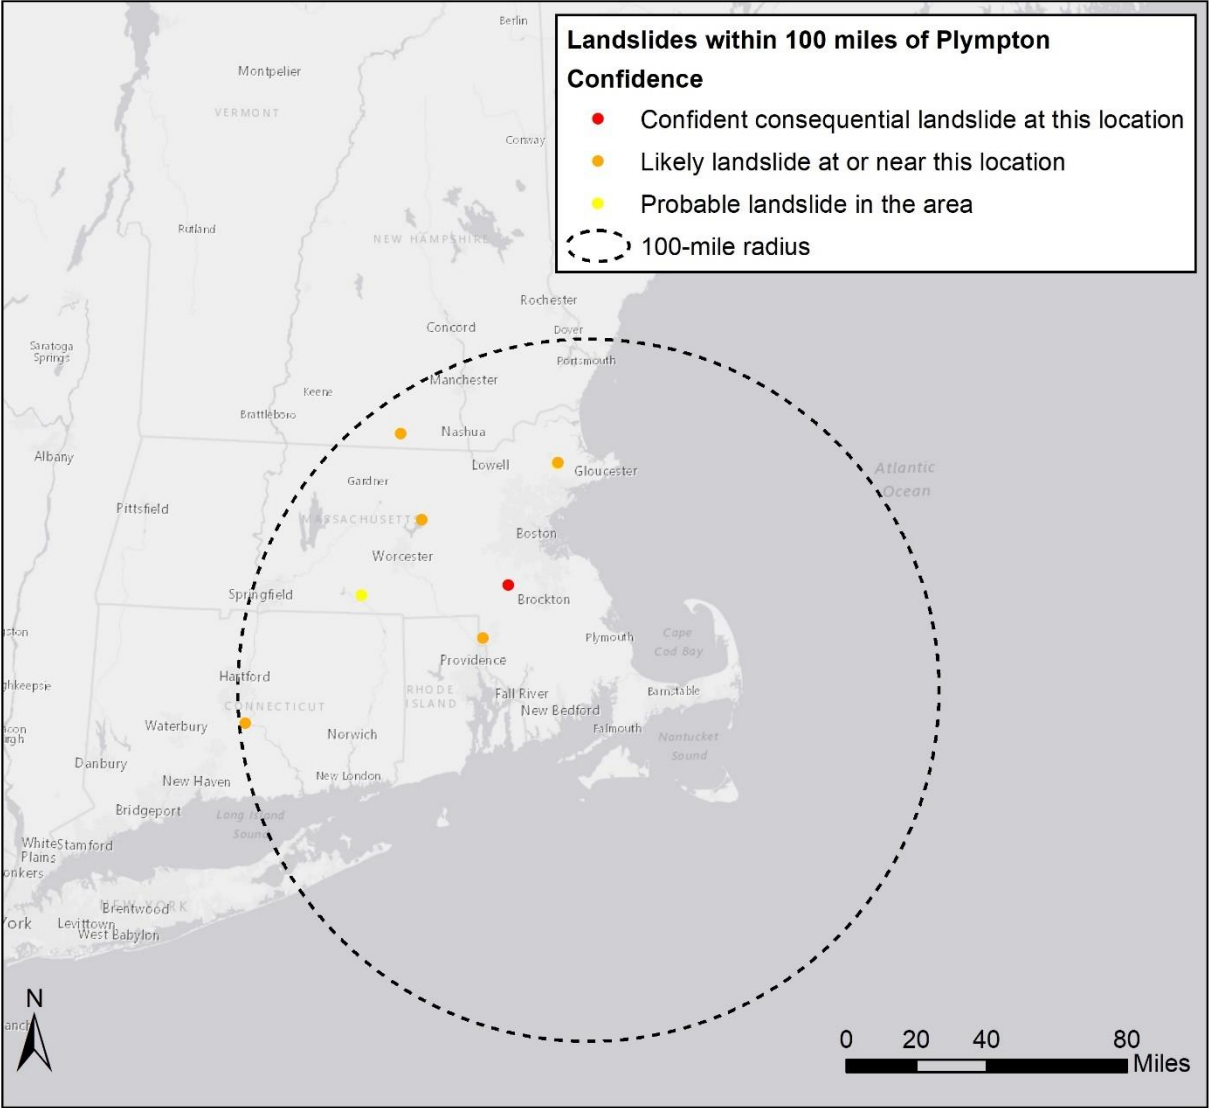 Landslides within 100 miles of Plympton
Confidence
Confident consequential landslide at this location
Likely landslide at or near this location
Probable landslide in the area
100-mile radius
Berlin
Montpelier
VERMONT
Conway
Rutland
NEW HAMPSHIRE
Rochester
Concord
Dover
Saratoga
Springs
Portsmouth
Manchester
Keene
Brattleboro
Nashua
Albany
Lowell
Gloucester
Atlantic
Ocean
Gardner
Pittsfield
MASSACHUSETTS
Boston
Worcester
Springfield
Brockton
Plymouth
Cape
Cod Bay
Providence
Hartford
ghkeepsie
RHODE
ISLAND
Fall River
Barnstable
CONNECTICUT
New Bedford
Waterbury
Norwich
Falmouth
Nantucket
Sound
Danbury
New Haven
New London
Bridgeport
Long Island
Sound
White
Plains
Stamford
onkers
NEW YORK
Brentwood
York
Levittown
West Babylon
N
0 20 40 80
Miles